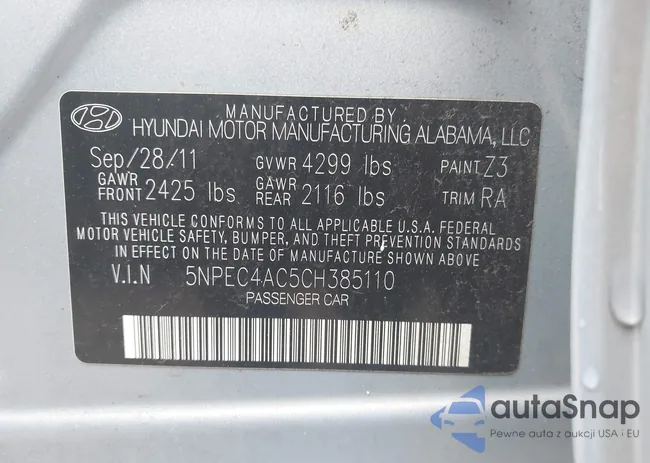 MANUFACTURED BY
HYUNDAI MOTOR MANUFACTURING ALABAMA, LLC
Sep/28/11 GVWR 4299 lbs PAINT Z3
GAWR FRONT 2425 lbs GAWR REAR 2116 lbs TRIM RA
THIS VEHICLE CONFORMS TO ALL APPLICABLE U.S.A. FEDERAL
MOTOR VEHICLE SAFETY, BUMPER, AND THEFT PREVENTION STANDARDS
IN EFFECT ON THE DATE OF MANUFACTURE SHOWN ABOVE.
V.I.N 5NPEC4AC5CH385110
PASSENGER CAR
autaSnap
Pewne auta z aukcji USA i EU